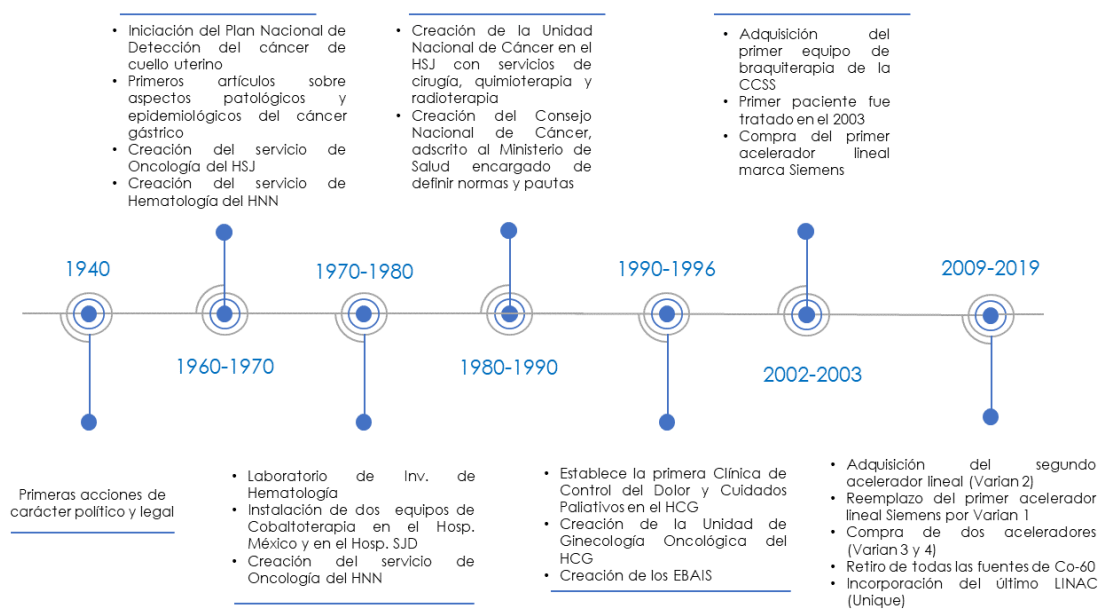 • Iniciación del Plan Nacional de
Detección del cáncer de
cuello uterino
• Primeros artículos sobre
aspectos patológicos y
epidemiológicos del cáncer
gástrico
• Creación del servicio de
Oncología del HSJ
• Creación del servicio de
Hematología del HNN
• Creación de la Unidad
Nacional de Cáncer en el
HSJ con servicios de
cirugía, quimioterapia y
radioterapia
• Creación del Consejo
Nacional de Cáncer,
adscrito al Ministerio de
Salud encargado de
definir normas y pautas
• Adquisición del
primer equipo de
braquiterapia de la
CCSS
• Primer paciente fue
tratado en el 2003
• Compra del primer
acelerador lineal
marca Siemens
1940
1970-1980
1990-1996
2009-2019
1960-1970
1980-1990
2002-2003
Primeras acciones de
carácter político y legal
• Laboratorio de Inv. de
Hematología
• Instalación de dos equipos de
Cobaltoterapia en el Hosp.
México y en el Hosp. SJD
• Creación del servicio de
Oncología del HNN
• Establece la primera Clínica de
Control del Dolor y Cuidados
Paliativos en el HCG
• Creación de la Unidad de
Ginecología Oncológica del
HCG
• Creación de los EBAIS
• Adquisición del segundo
acelerador lineal (Varian 2)
• Reemplazo del primer acelerador
lineal Siemens por Varian 1
• Compra de dos aceleradores
(Varian 3 y 4)
• Retiro de todas las fuentes de Co-60
• Incorporación del último LINAC
(Unique)